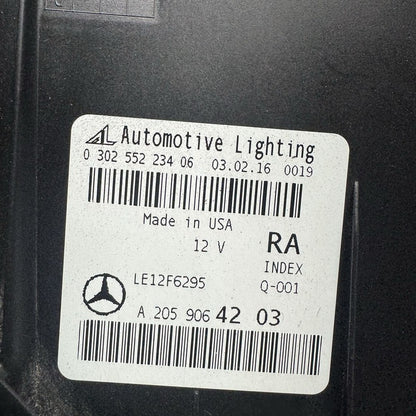 AL Automotive Lighting
0 302 552 234 06 03.02.16 0019
Made in USA
12 V RA
INDEX
LE12F6295 Q-001
A 205 906 42 03